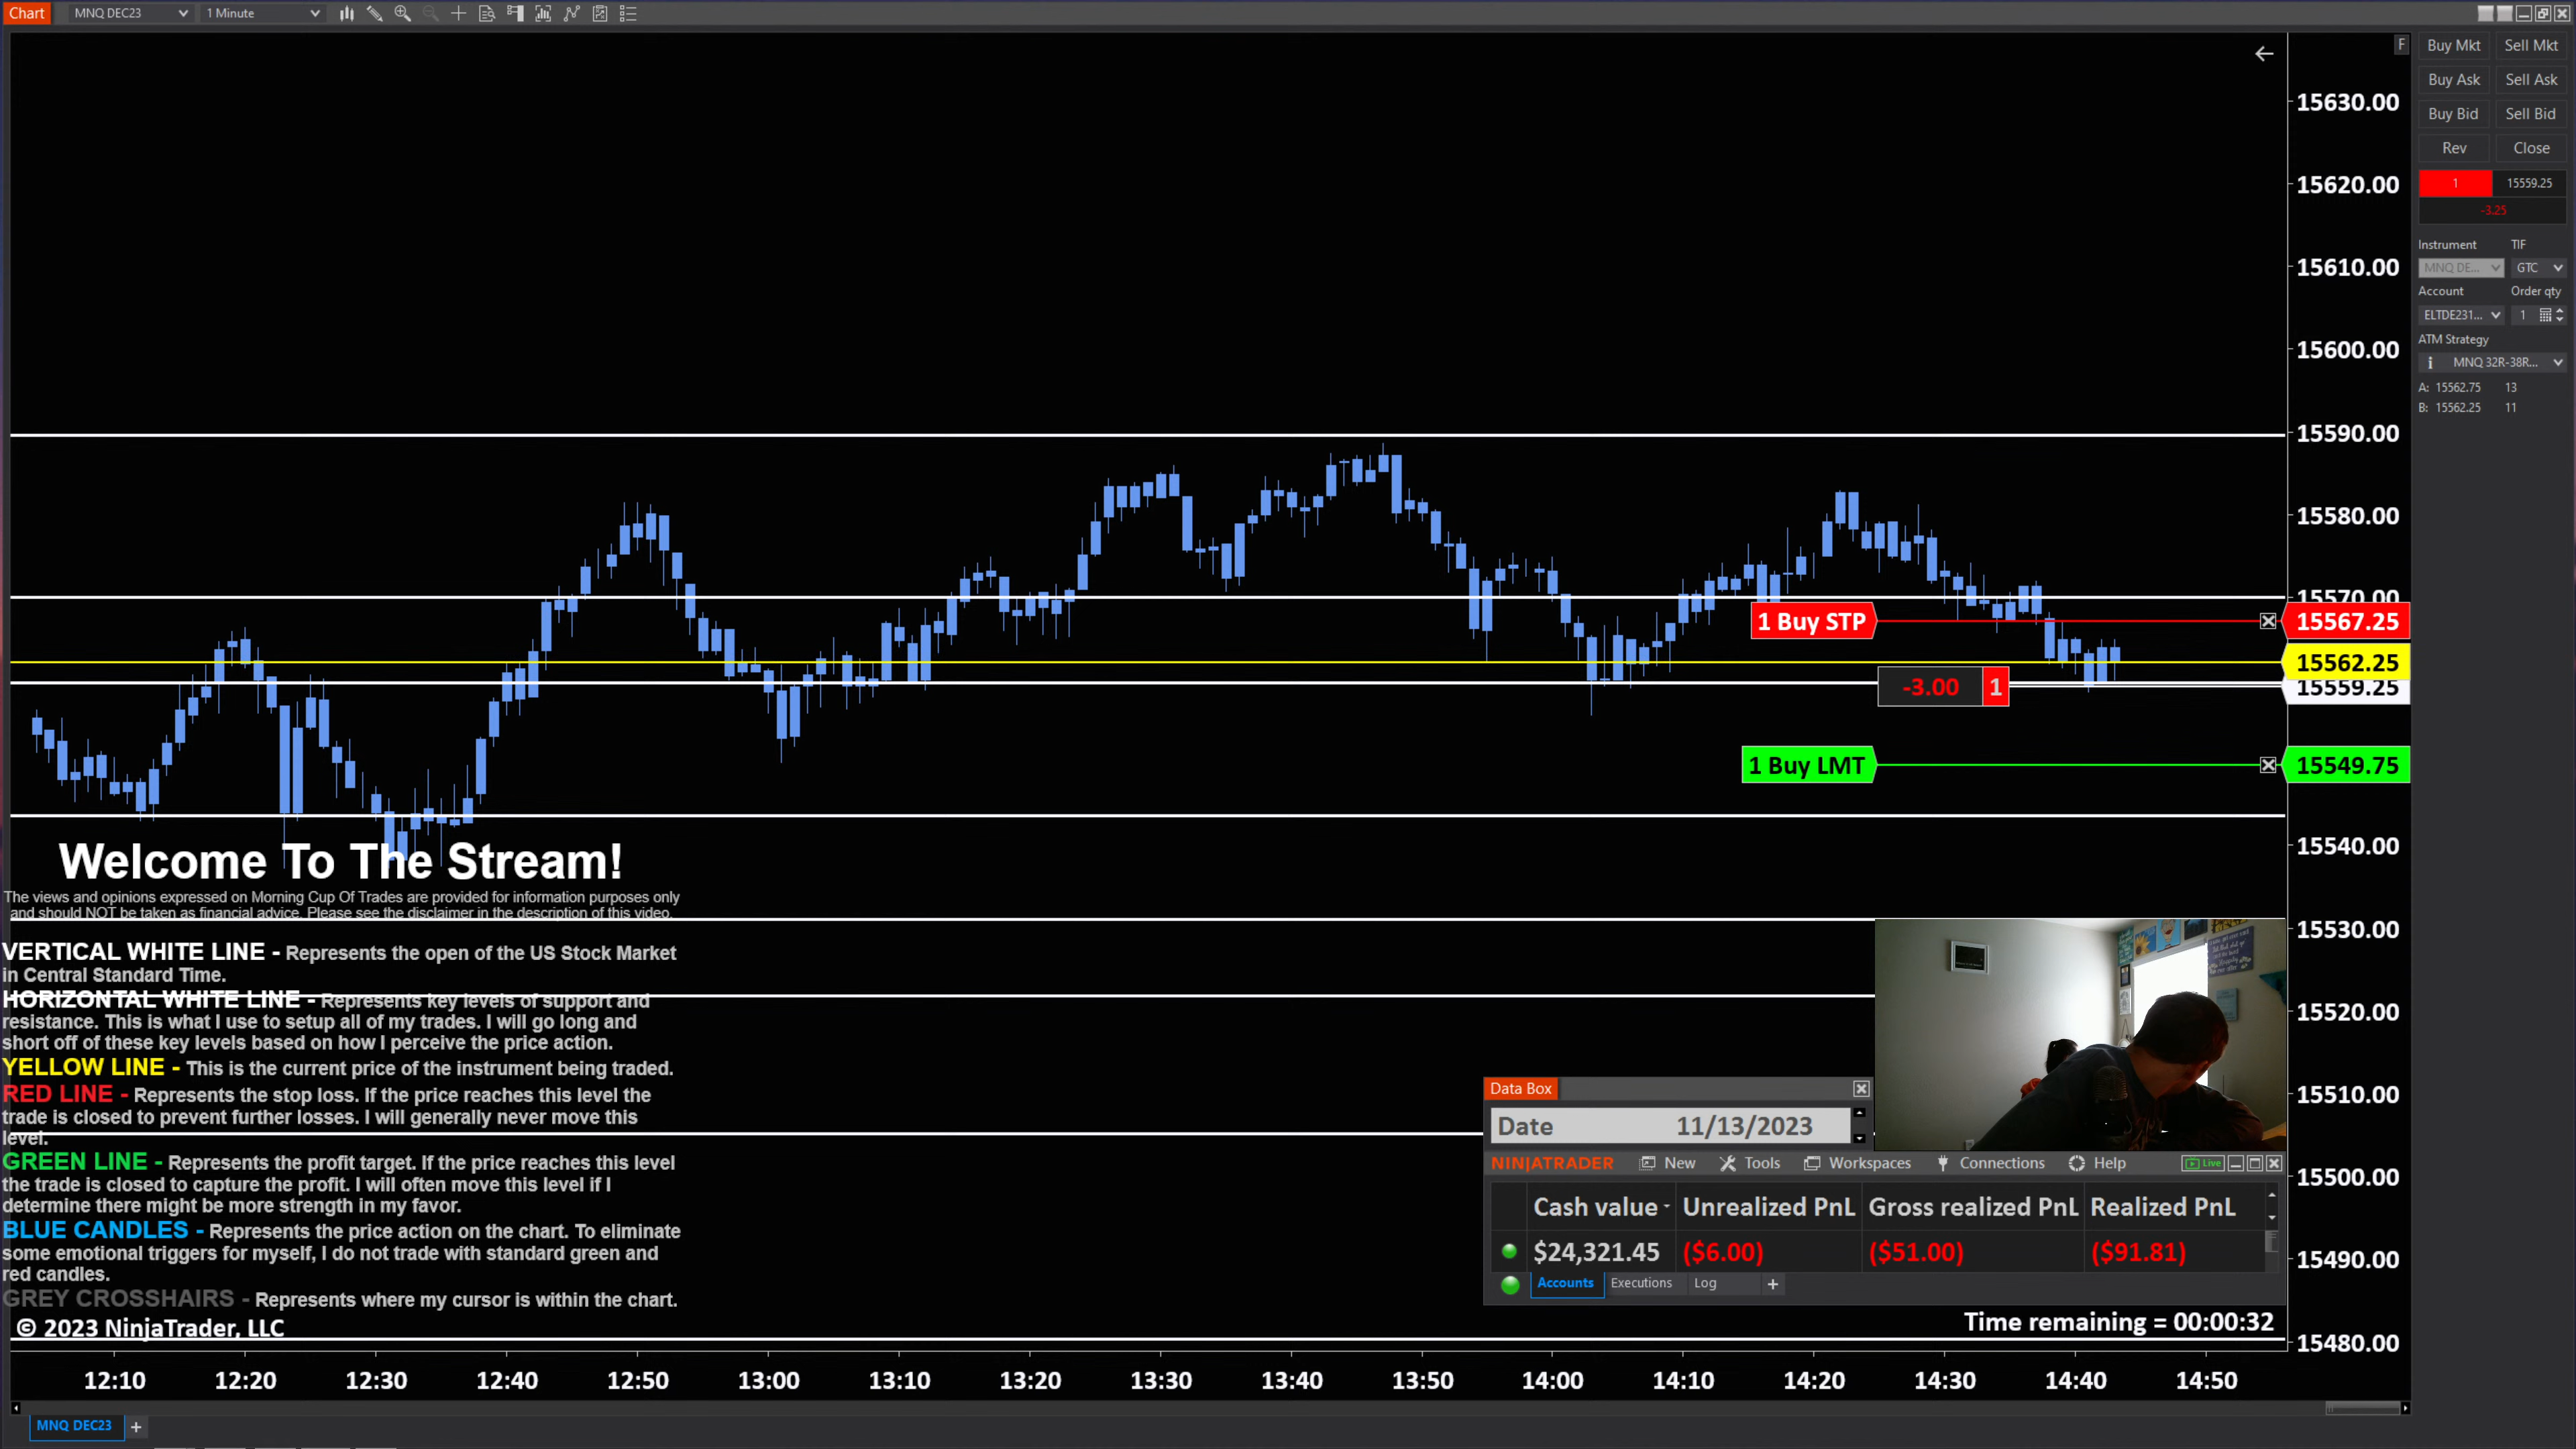 Chart MNQ DEC23 1 Minute
F
Buy Mkt Sell Mkt
Buy Ask Sell Ask
Buy Bid Sell Bid
Rev Close
1 15559.25
-3.25
Instrument TIF
MNQ DE... GTC
Account Order qty
ELTDE231... 1
ATM Strategy
MNQ 32R-38R...
A: 15562.75 13
B: 15562.25 11
15630.00
15620.00
15610.00
15600.00
15590.00
15580.00
15570.00
1 Buy STP 15567.25
15562.25
-3.00 1 15559.25
1 Buy LMT 15549.75
15540.00
15530.00
15520.00
15510.00
15500.00
15490.00
15480.00
Welcome To The Stream!
The views and opinions expressed on Morning Cup Of Trades are provided for information purposes only
and should NOT be taken as financial advice. Please see the disclaimer in the description of this video.
VERTICAL WHITE LINE - Represents the open of the US Stock Market
in Central Standard Time.
HORIZONTAL WHITE LINE - Represents key levels of support and
resistance. This is what I use to setup all of my trades. I will go long and
short off of these key levels based on how I perceive the price action.
YELLOW LINE - This is the current price of the instrument being traded.
RED LINE - Represents the stop loss. If the price reaches this level the
trade is closed to prevent further losses. I will generally never move this
level.
GREEN LINE - Represents the profit target. If the price reaches this level
the trade is closed to capture the profit. I will often move this level if I
determine there might be more strength in my favor.
BLUE CANDLES - Represents the price action on the chart. To eliminate
some emotional triggers for myself, I do not trade with standard green and
red candles.
GREY CROSSHAIRS - Represents where my cursor is within the chart.
© 2023 NinjaTrader, LLC
Data Box
Date 11/13/2023
NINJATRADER New Tools Workspaces Connections Help Live
Cash value Unrealized PnL Gross realized PnL Realized PnL
$24,321.45 ($6.00) ($51.00) ($91.81)
Accounts Executions Log +
Time remaining = 00:00:32
12:10 12:20 12:30 12:40 12:50 13:00 13:10 13:20 13:30 13:40 13:50 14:00 14:10 14:20 14:30 14:40 14:50
MNQ DEC23 +